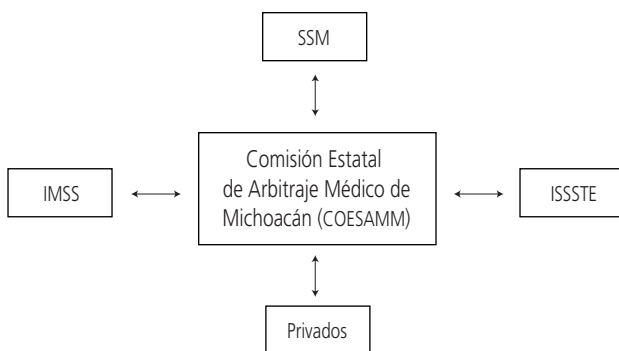 SSM
IMSS
Comisión Estatal
de Arbitraje Médico de
Michoacán (COESAMM)
ISSSTE
Privados